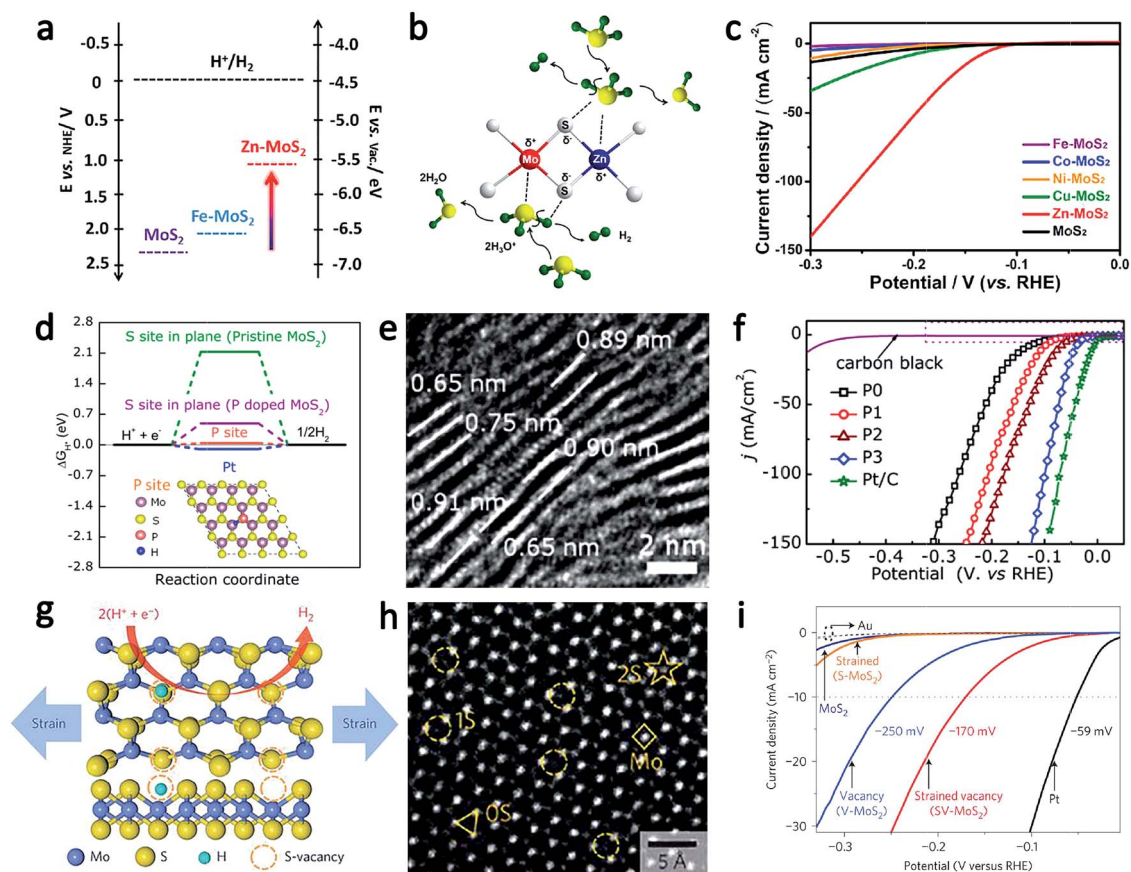 a
E vs. NHE/ V
-0.5
0
1.0
1.5
2.0
2.5
H⁺/H₂
MoS₂
Fe-MoS₂
Zn-MoS₂
-4.0
-4.5
-5.0
-5.5
-6.0
-6.5
-7.0
E vs. Vac./ eV
b
S
δ⁺
δ⁻
Mo
Zn
δ⁻
δ⁺
S
2H₂O
2H₃O⁺
H₂
c
Current density / (mA cm⁻²)
0
-50
-100
-150
Fe-MoS₂
Co-MoS₂
Ni-MoS₂
Cu-MoS₂
Zn-MoS₂
MoS₂
-0.3
-0.2
-0.1
0.0
Potential / V (vs. RHE)
d
ΔG_H* (eV)
2.8
2.1
1.4
0.7
0.0
-0.7
-1.4
-2.1
-2.8
S site in plane (Pristine MoS₂)
S site in plane (P doped MoS₂)
H⁺ + e⁻
P site
1/2H₂
Pt
P site
Mo
S
P
H
Reaction coordinate
e
0.89 nm
0.65 nm
0.75 nm
0.90 nm
0.91 nm
0.65 nm
2 nm
f
j (mA/cm²)
0
-50
-100
-150
carbon black
P0
P1
P2
P3
Pt/C
-0.5
-0.4
-0.3
-0.2
-0.1
0.0
Potential (V. vs RHE)
g
2(H⁺ + e⁻)
H₂
H
Strain
Strain
H
Mo
S
H
S-vacancy
h
2S
1S
Mo
0S
5 Å
i
Current density (mA cm⁻²)
0
-10
-20
-30
Au
Strained
(S-MoS₂)
MoS₂
−250 mV
−170 mV
−59 mV
Vacancy
(V-MoS₂)
Strained vacancy
(SV-MoS₂)
Pt
-0.3
-0.2
-0.1
Potential (V versus RHE)